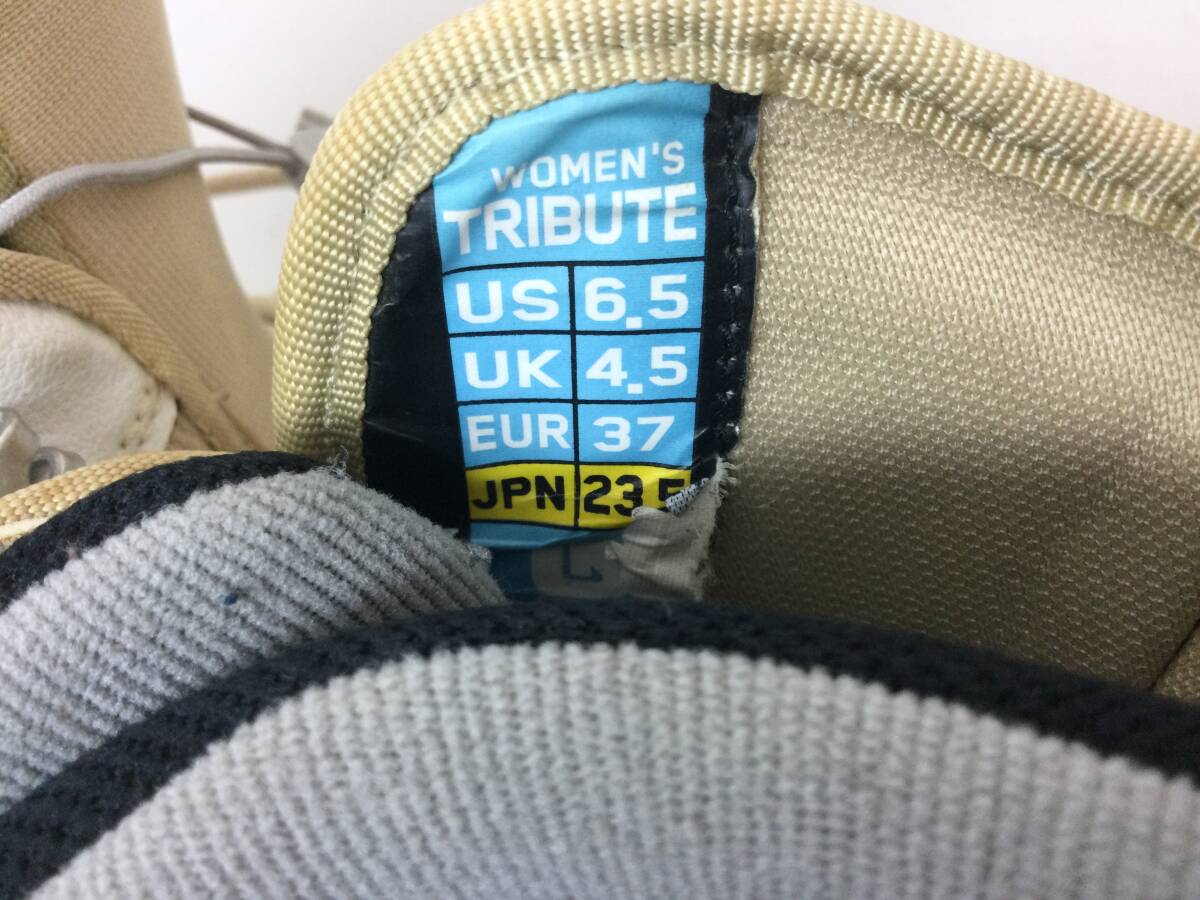 WOMEN'S
TRIBUTE
US 6.5
UK 4.5
EUR 37
JPN 23.5